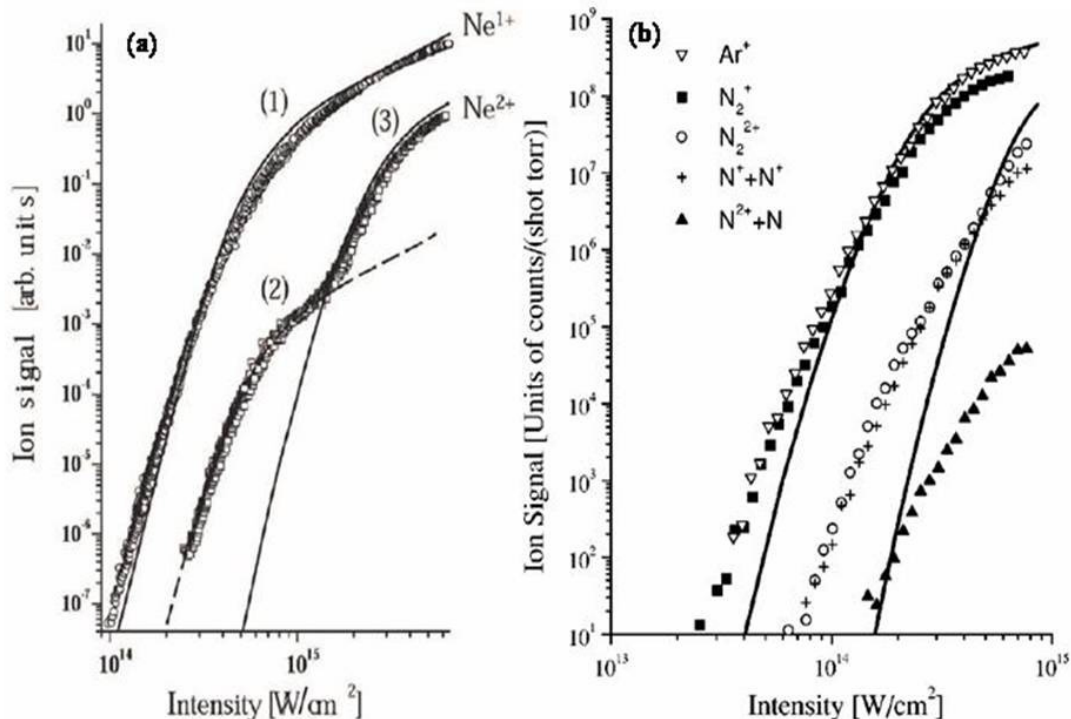 (a)
Ne1+
Ne2+
(1)
(2)
(3)
10^1
10^0
10^-1
10^-2
10^-3
10^-4
10^-5
10^-6
10^-7
Ion signal [arb. units]
10^14
10^15
Intensity [W/cm^2]
(b)
Ar+
N2+
N2^2+
N+ + N+
N2+ + N
10^9
10^8
10^7
10^6
10^5
10^4
10^3
10^2
10^1
Ion Signal [Units of counts/(shot torr)]
10^13
10^14
10^15
Intensity [W/cm^2]